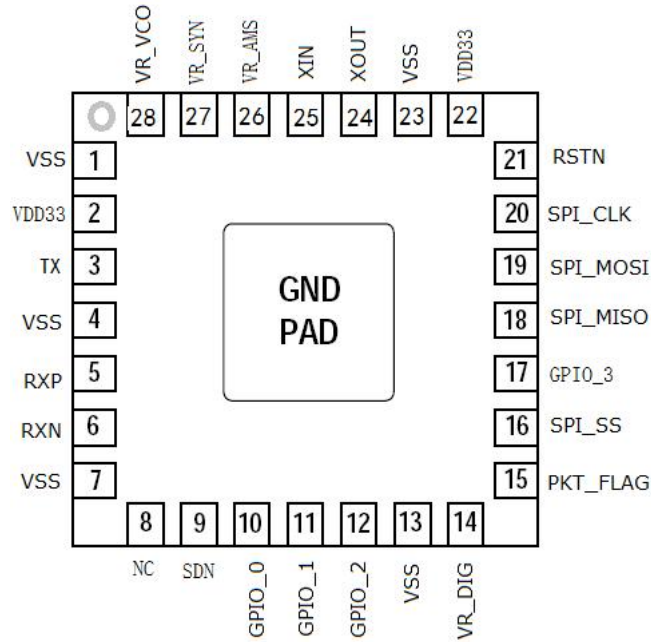 VR_VCO
VR_SYN
VR_AMS
XIN
XOUT
VSS
VDD33
28
27
26
25
24
23
22
VSS 1
21 RSTN
VDD33 2
20 SPI_CLK
TX 3
19 SPI_MOSI
GND
PAD
VSS 4
18 SPI_MISO
RXP 5
17 GPIO_3
RXN 6
16 SPI_SS
VSS 7
15 PKT_FLAG
8
9
10
11
12
13
14
NC
SDN
GPIO_0
GPIO_1
GPIO_2
VSS
VR_DIG